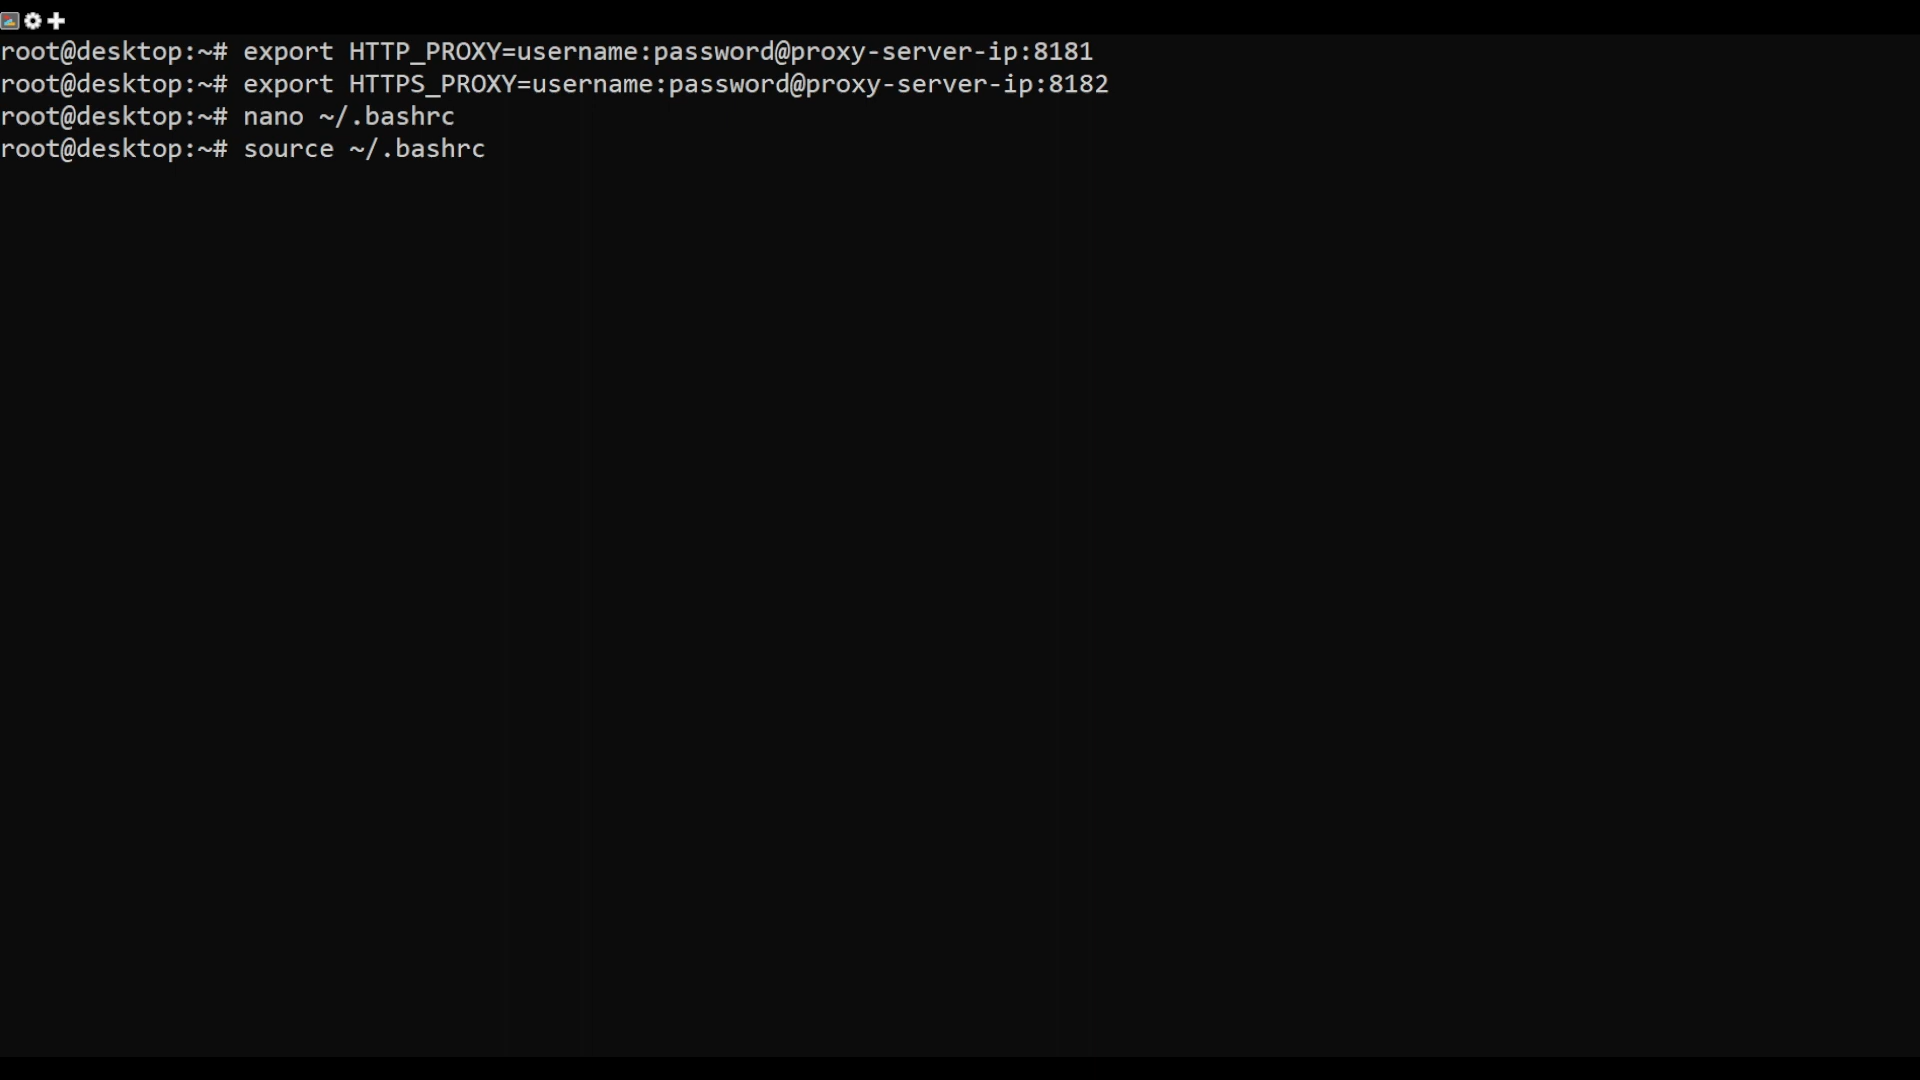 root@desktop:~# export HTTP_PROXY=username:password@proxy-server-ip:8181
root@desktop:~# export HTTPS_PROXY=username:password@proxy-server-ip:8182
root@desktop:~# nano ~/.bashrc
root@desktop:~# source ~/.bashrc